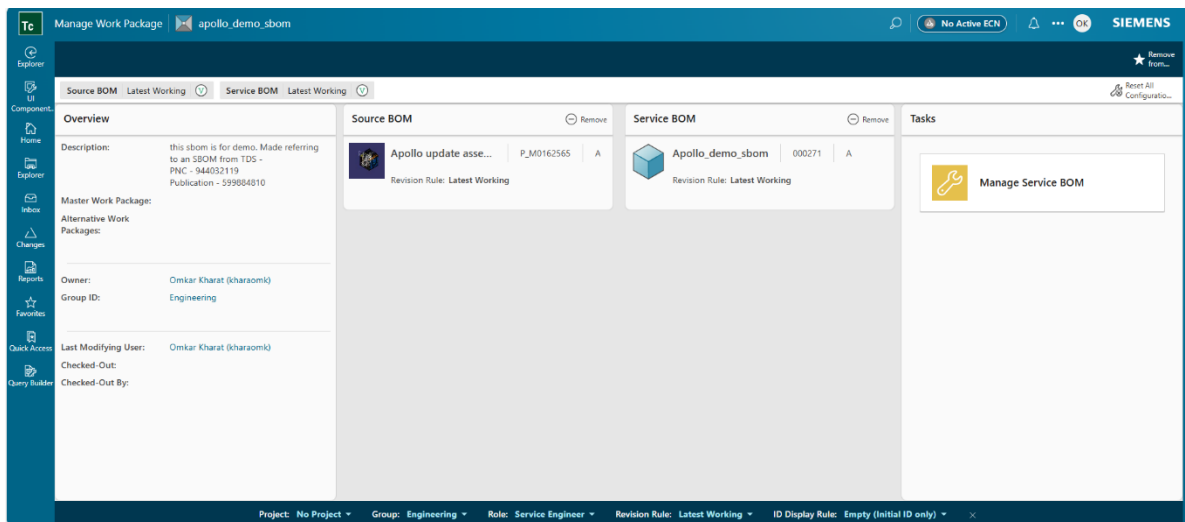 Tc Manage Work Package apollo_demo_sbom No Active ECN OK SIEMENS
Explorer
Remove from...
UI Component...
Source BOM Latest Working V Service BOM Latest Working V
Reset All Configuratio...
Home
Explorer
Inbox
Changes
Reports
Favorites
Quick Access
Query Builder
Overview
Description: this sbom is for demo. Made referring
to an SBOM from TDS -
PNC - 944032119
Publication - 599884810
Master Work Package:
Alternative Work
Packages:
Owner: Omkar Kharat (kharaomk)
Group ID: Engineering
Last Modifying User: Omkar Kharat (kharaomk)
Checked-Out:
Checked-Out By:
Source BOM Remove
Apollo update asse... P_M0162565 A
Revision Rule: Latest Working
Service BOM Remove
Apollo_demo_sbom 000271 A
Revision Rule: Latest Working
Tasks
Manage Service BOM
Project: No Project Group: Engineering Role: Service Engineer Revision Rule: Latest Working ID Display Rule: Empty (Initial ID only)